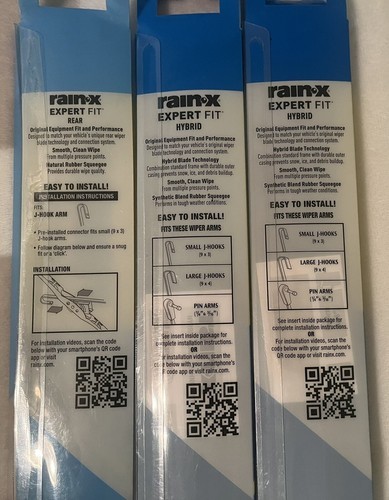 rain-x
EXPERT FIT
REAR
Original Equipment Fit and Performance
Designed to match your vehicle's unique rear wiper
blade technology and connection system.
Smooth, Clean Wipe
From multiple pressure points.
Natural Rubber Squeegee
Provides durable wipe quality.
EASY TO INSTALL!
INSTALLATION INSTRUCTIONS
FITS:
J-HOOK ARM
• Pre-installed connector fits small (9 x 3)
J-hook arms.
• Follow diagram below and ensure a snug
fit or a 'click'.
INSTALLATION
For installation videos, scan the
code below with your smartphone's QR code
app or visit
rainx.com.
rain-x
EXPERT FIT
HYBRID
Original Equipment Fit and Performance
Designed to match your vehicle's original wiper
blade technology and connection system.
Hybrid Blade Technology
Combination standard frame with durable outer
casing prevents snow, ice, and debris buildup.
Smooth, Clean Wipe
From multiple pressure points.
Synthetic Blend Rubber Squeegee
Performs in tough weather conditions.
EASY TO INSTALL!
FITS THESE WIPER ARMS
SMALL J-HOOKS
(9 x 3)
LARGE J-HOOKS
(9 x 4)
PIN ARMS
See insert inside package for
complete installation instructions.
OR
For installation videos, scan the QR
code below with your smartphone's
QR code app or visit rainx.com.
rain-x
EXPERT FIT
HYBRID
Original Equipment Fit and Performance
Designed to match your vehicle's original wiper
blade technology and connection system.
Hybrid Blade Technology
Combination standard frame with durable outer
casing prevents snow, ice, and debris buildup.
Smooth, Clean Wipe
From multiple pressure points.
Synthetic Blend Rubber Squeegee
Performs in tough weather conditions.
EASY TO INSTALL!
FITS THESE WIPER ARMS
SMALL J-HOOKS
(9 x 3)
LARGE J-HOOKS
(9 x 4)
PIN ARMS
See insert inside package for
complete installation instructions.
OR
For installation videos, scan the
code below with your smartphone's
QR code app or visit rainx.com.